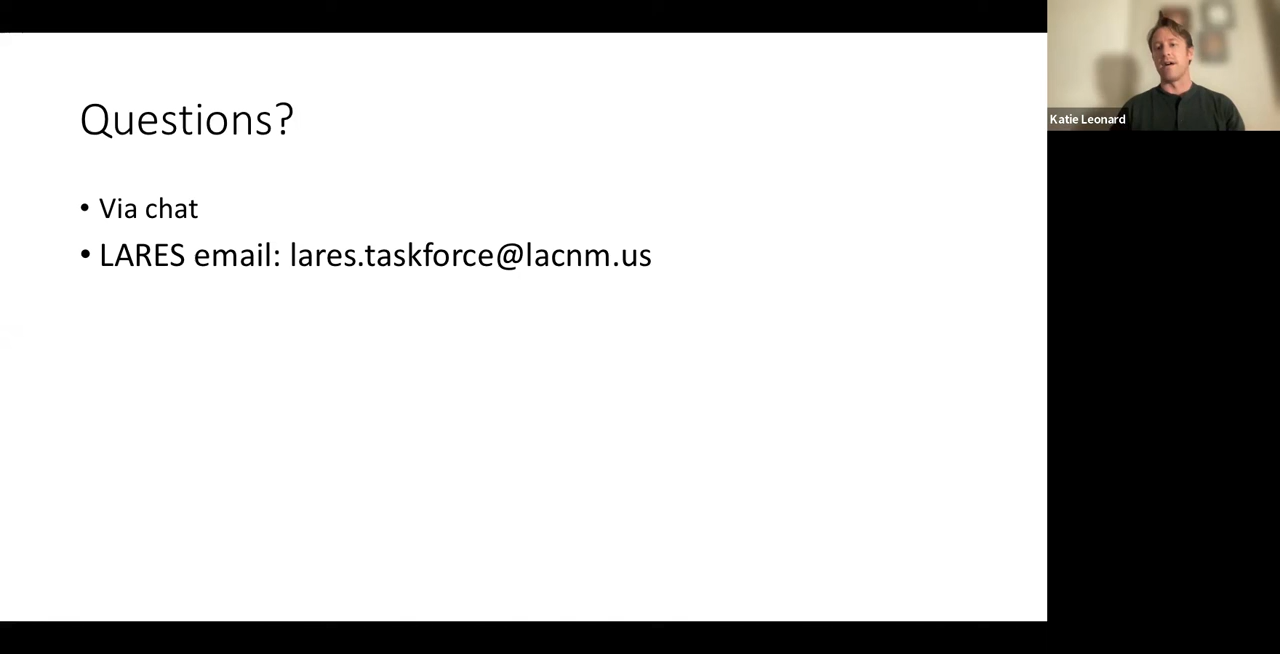 Questions?
• Via chat
• LARES email: lares.taskforce@lacnm.us
Katie Leonard